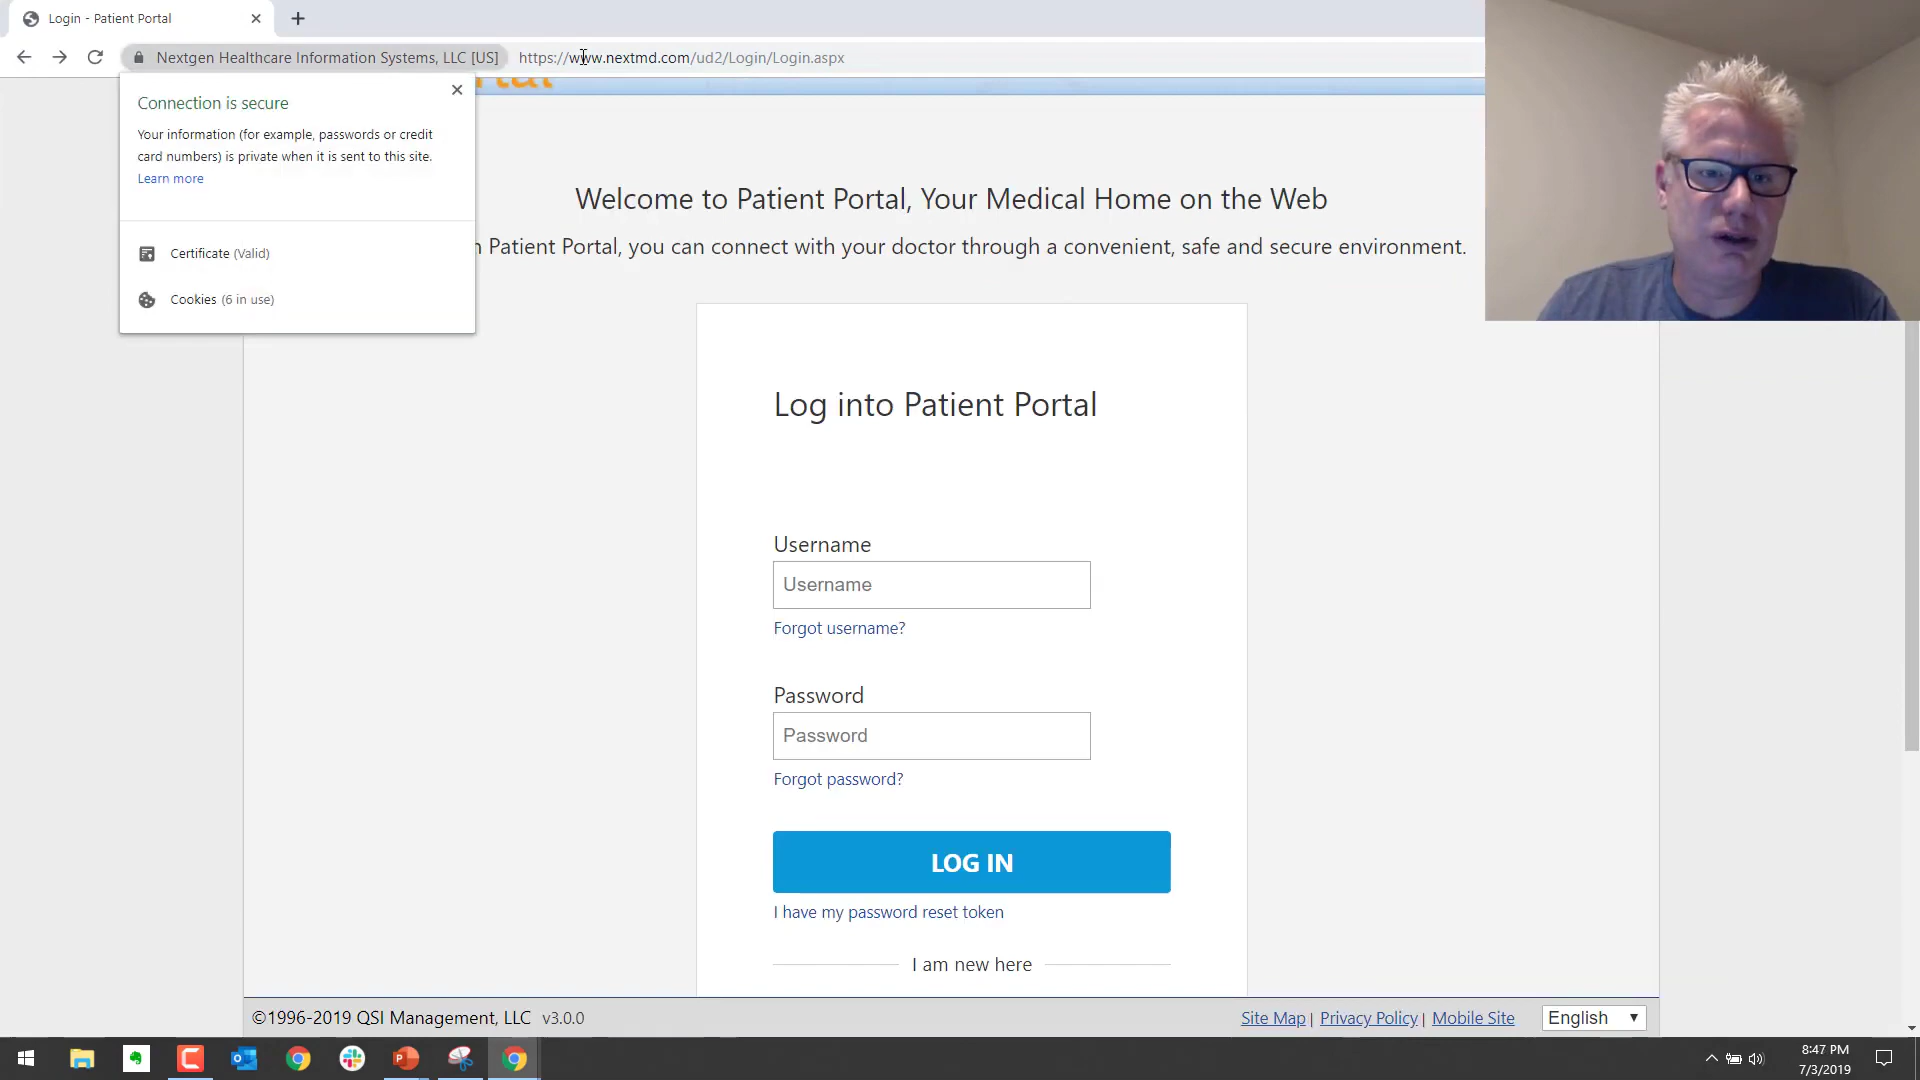 Login - Patient Portal
Nextgen Healthcare Information Systems, LLC [US]
https://www.nextmd.com/ud2/Login/Login.aspx
Connection is secure
Your information (for example, passwords or credit
card numbers) is private when it is sent to this site.
Learn more
Certificate (Valid)
Cookies (6 in use)
Welcome to Patient Portal, Your Medical Home on the Web
Patient Portal, you can connect with your doctor through a convenient, safe and secure environment.
Log into Patient Portal
Username
Username
Forgot username?
Password
Password
Forgot password?
LOG IN
I have my password reset token
I am new here
©1996-2019 QSI Management, LLC v3.0.0
Site Map | Privacy Policy | Mobile Site
English
8:47 PM
7/3/2019